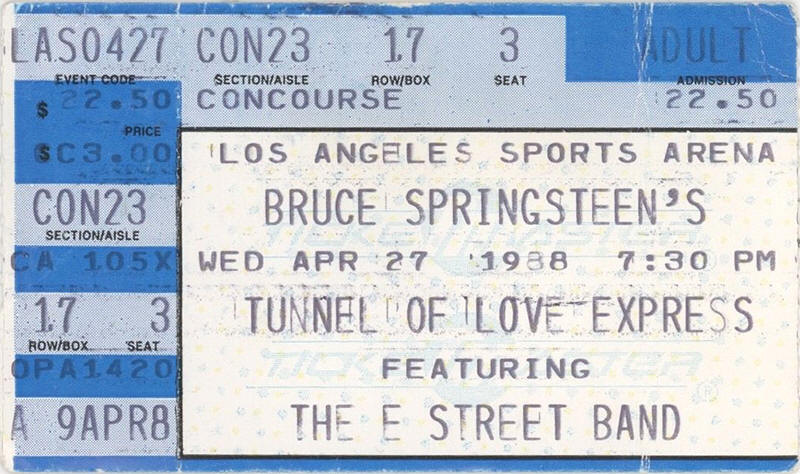 LAS0427 CON23 17 3 ADULT
EVENT CODE SECTION/AISLE ROW/BOX SEAT ADMISSION
$ 22.50 CONCOURSE 22.50
PRICE
$C3.00
CON23
SECTION/AISLE
CA 105X
17 3
ROW/BOX SEAT
OPA1420
A 9APR8
LOS ANGELES SPORTS ARENA
BRUCE SPRINGSTEEN'S
WED APR 27 1988 7:30 PM
TUNNEL OF LOVE EXPRESS
FEATURING
THE E STREET BAND
TICKETMASTER
TICKETMASTER